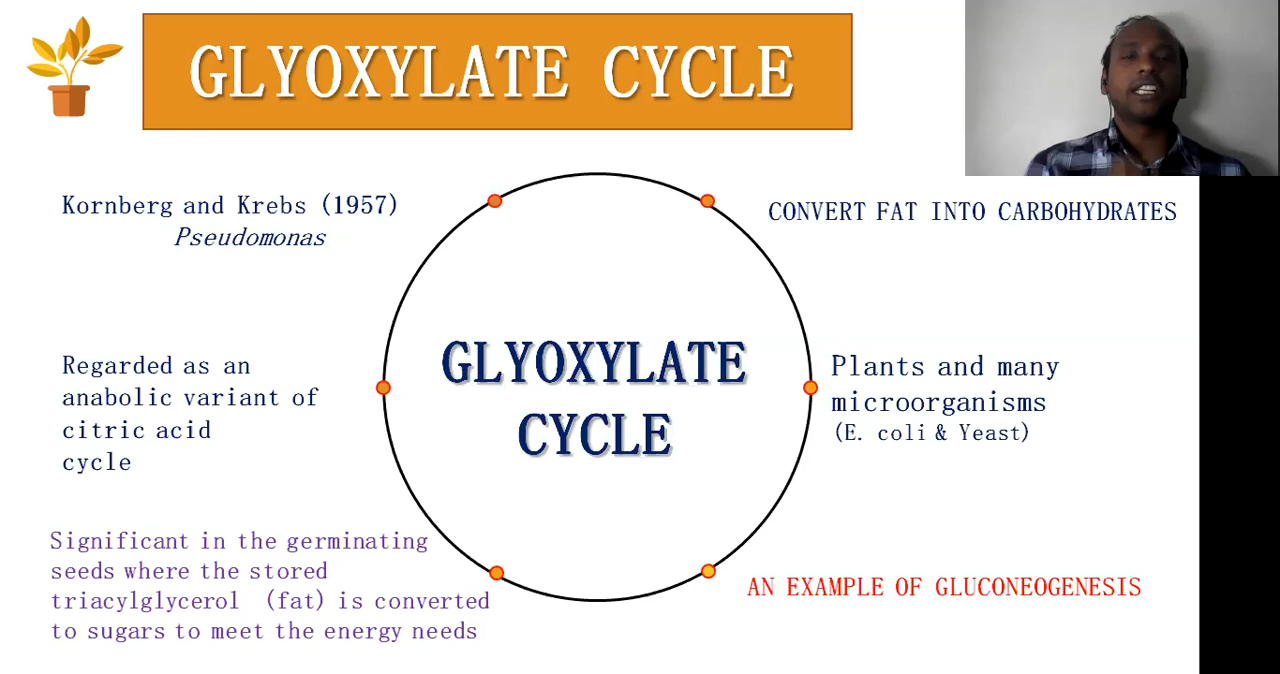 GLYOXYLATE CYCLE
Kornberg and Krebs (1957)
Pseudomonas
CONVERT FAT INTO CARBOHYDRATES
Regarded as an
anabolic variant of
citric acid
cycle
GLYOXYLATE
CYCLE
Plants and many
microorganisms
(E. coli & Yeast)
Significant in the germinating
seeds where the stored
triacylglycerol (fat) is converted
to sugars to meet the energy needs
AN EXAMPLE OF GLUCONEOGENESIS